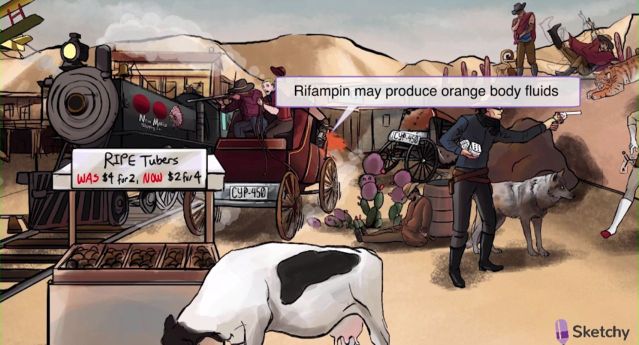 Rifampin may produce orange body fluids
RIPE Tubers
WAS $4 for 2, NOW $2 for 4
CYP-450
CYP-450
Sketchy